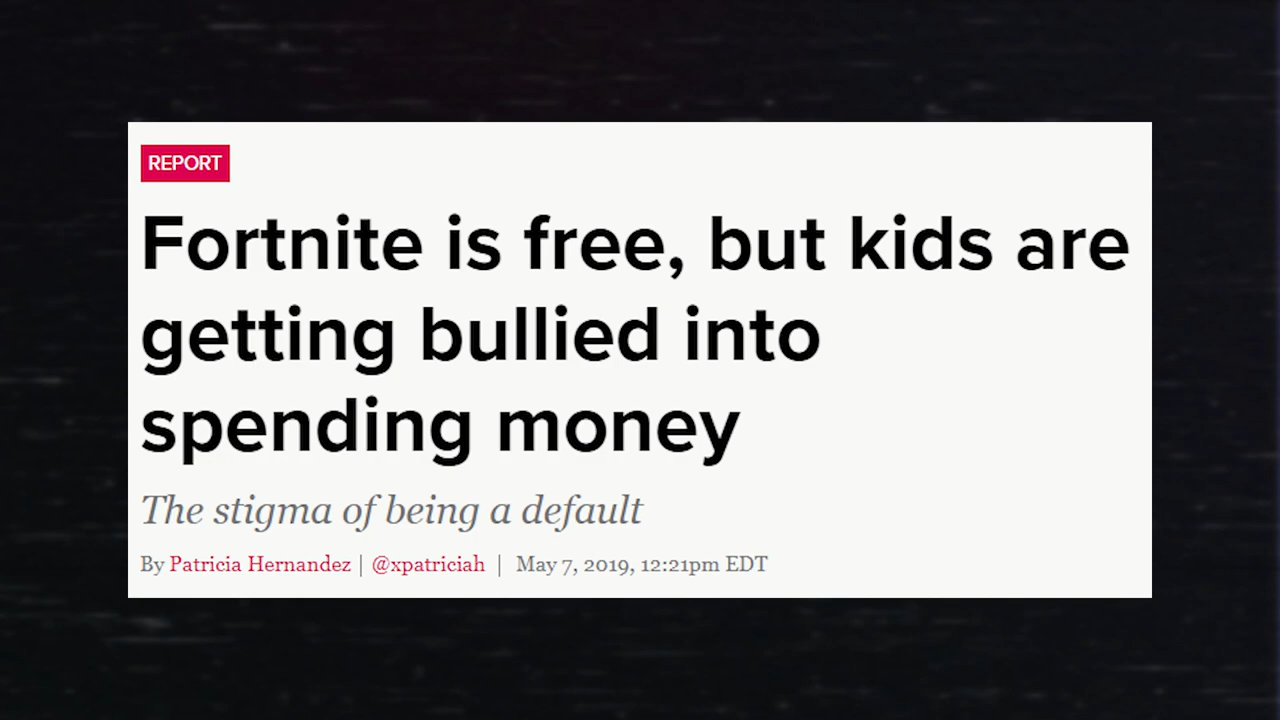 REPORT
Fortnite is free, but kids are
getting bullied into
spending money
The stigma of being a default
By Patricia Hernandez | @xpatriciah | May 7, 2019, 12:21pm EDT